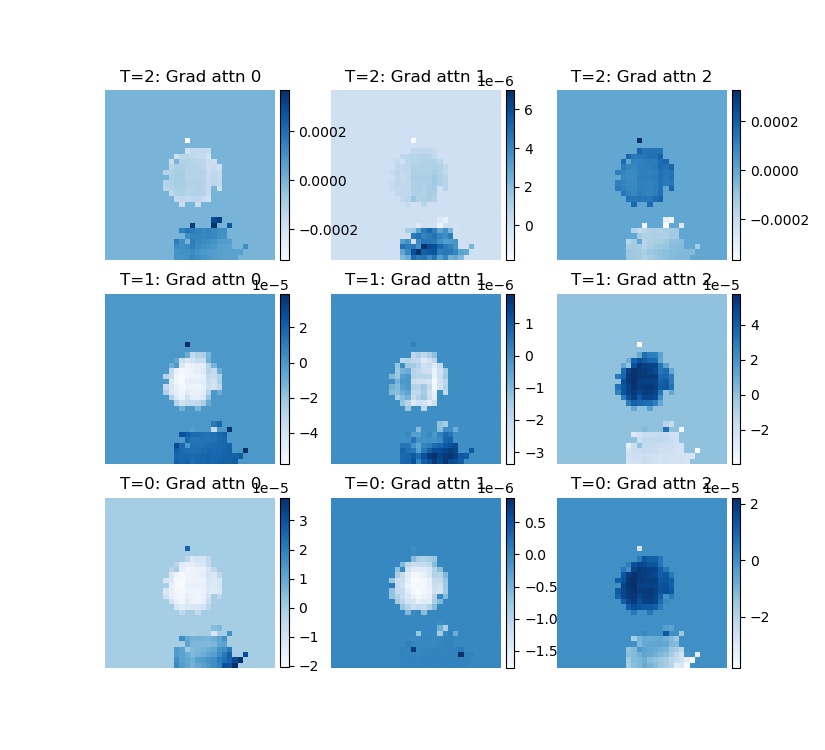 T=2: Grad attn 0
T=2: Grad attn 1
1e−6
T=2: Grad attn 2
0.0002
0.0000
−0.0002
6
4
2
0
0.0002
0.0000
−0.0002
T=1: Grad attn 0
1e−5
T=1: Grad attn 1
1e−6
T=1: Grad attn 2
1e−5
2
0
−2
−4
1
0
−1
−2
−3
4
2
0
−2
T=0: Grad attn 0
1e−5
T=0: Grad attn 1
1e−6
T=0: Grad attn 2
1e−5
3
2
1
0
−1
−2
0.5
0.0
−0.5
−1.0
−1.5
2
0
−2